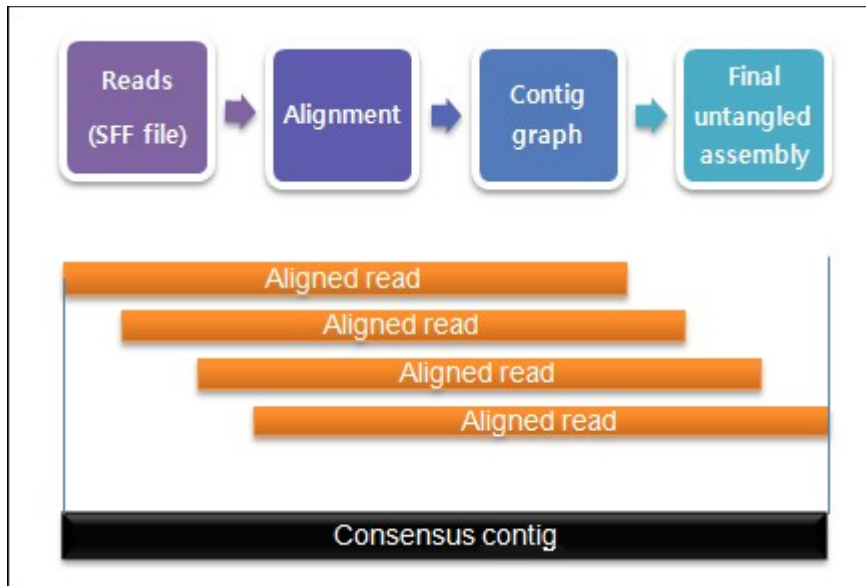 Reads
(SFF file)
Alignment
Contig
graph
Final
untangled
assembly
Aligned read
Aligned read
Aligned read
Aligned read
Consensus contig